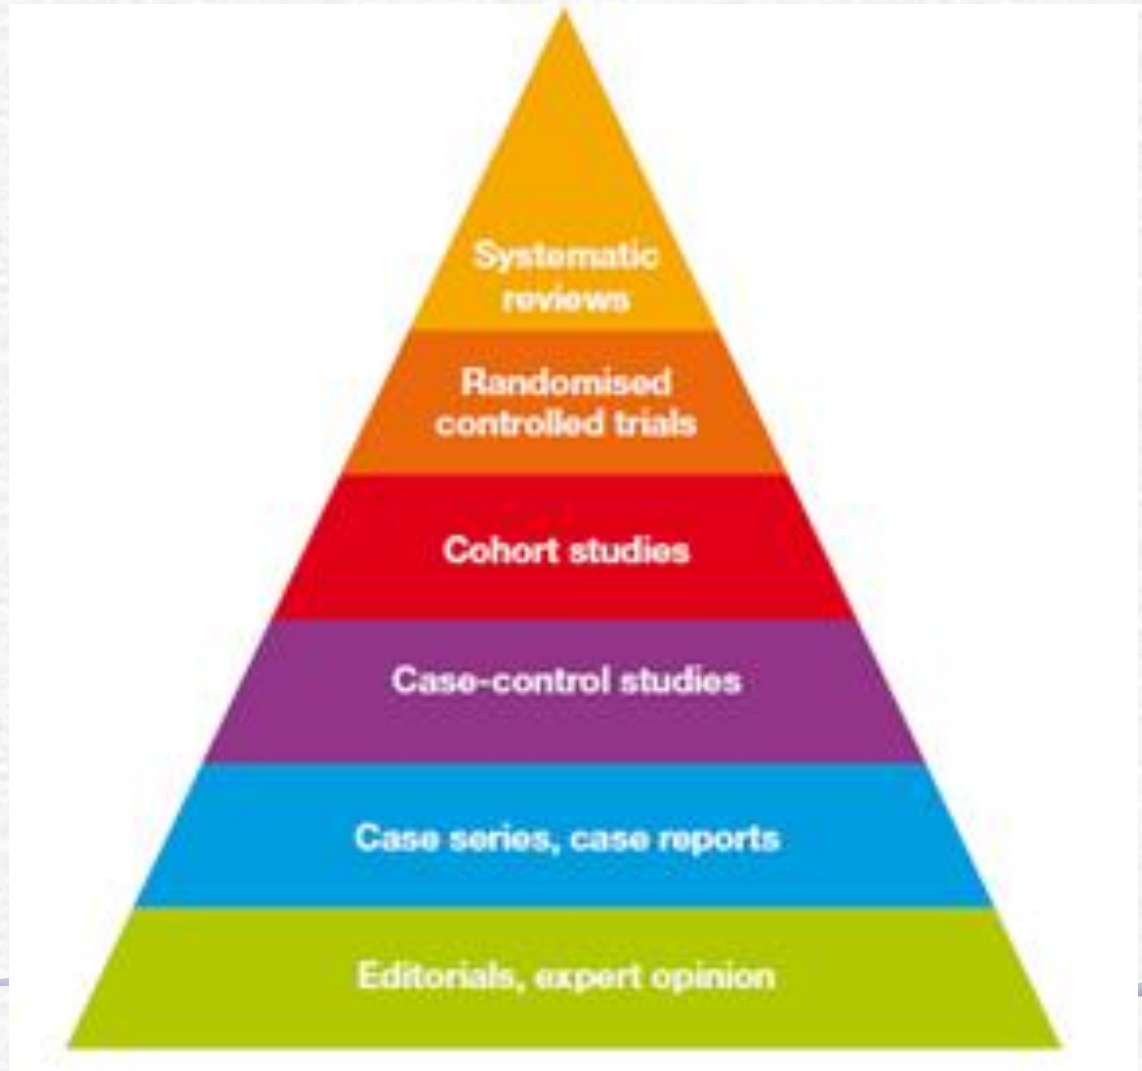 Systematic
reviews
Randomised
controlled trials
Cohort studies
Case-control studies
Case series, case reports
Editorials, expert opinion